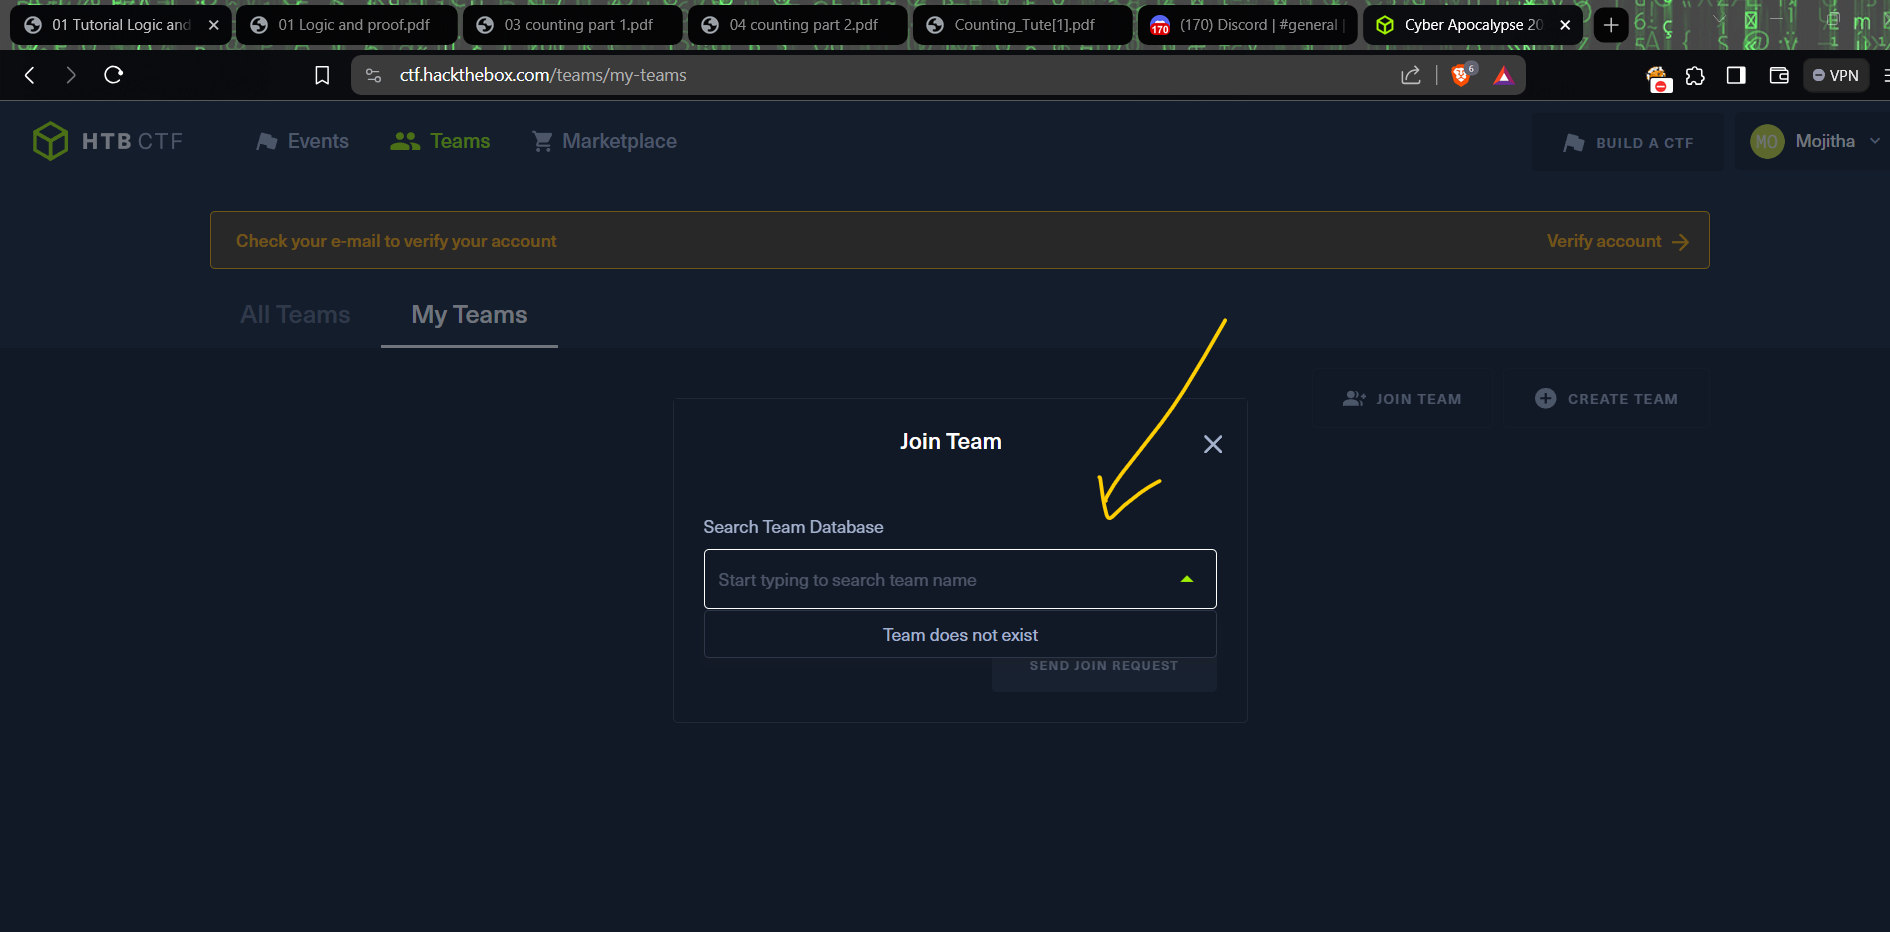 01 Tutorial Logic and
01 Logic and proof.pdf
03 counting part 1.pdf
04 counting part 2.pdf
Counting_Tute[1].pdf
170
(170) Discord | #general |
Cyber Apocalypse 20
ctf.hackthebox.com/teams/my-teams
6
VPN
HTB CTF
Events
Teams
Marketplace
BUILD A CTF
MO
Mojitha
Check your e-mail to verify your account
Verify account
All Teams
My Teams
JOIN TEAM
CREATE TEAM
Join Team
Search Team Database
Start typing to search team name
Team does not exist
SEND JOIN REQUEST